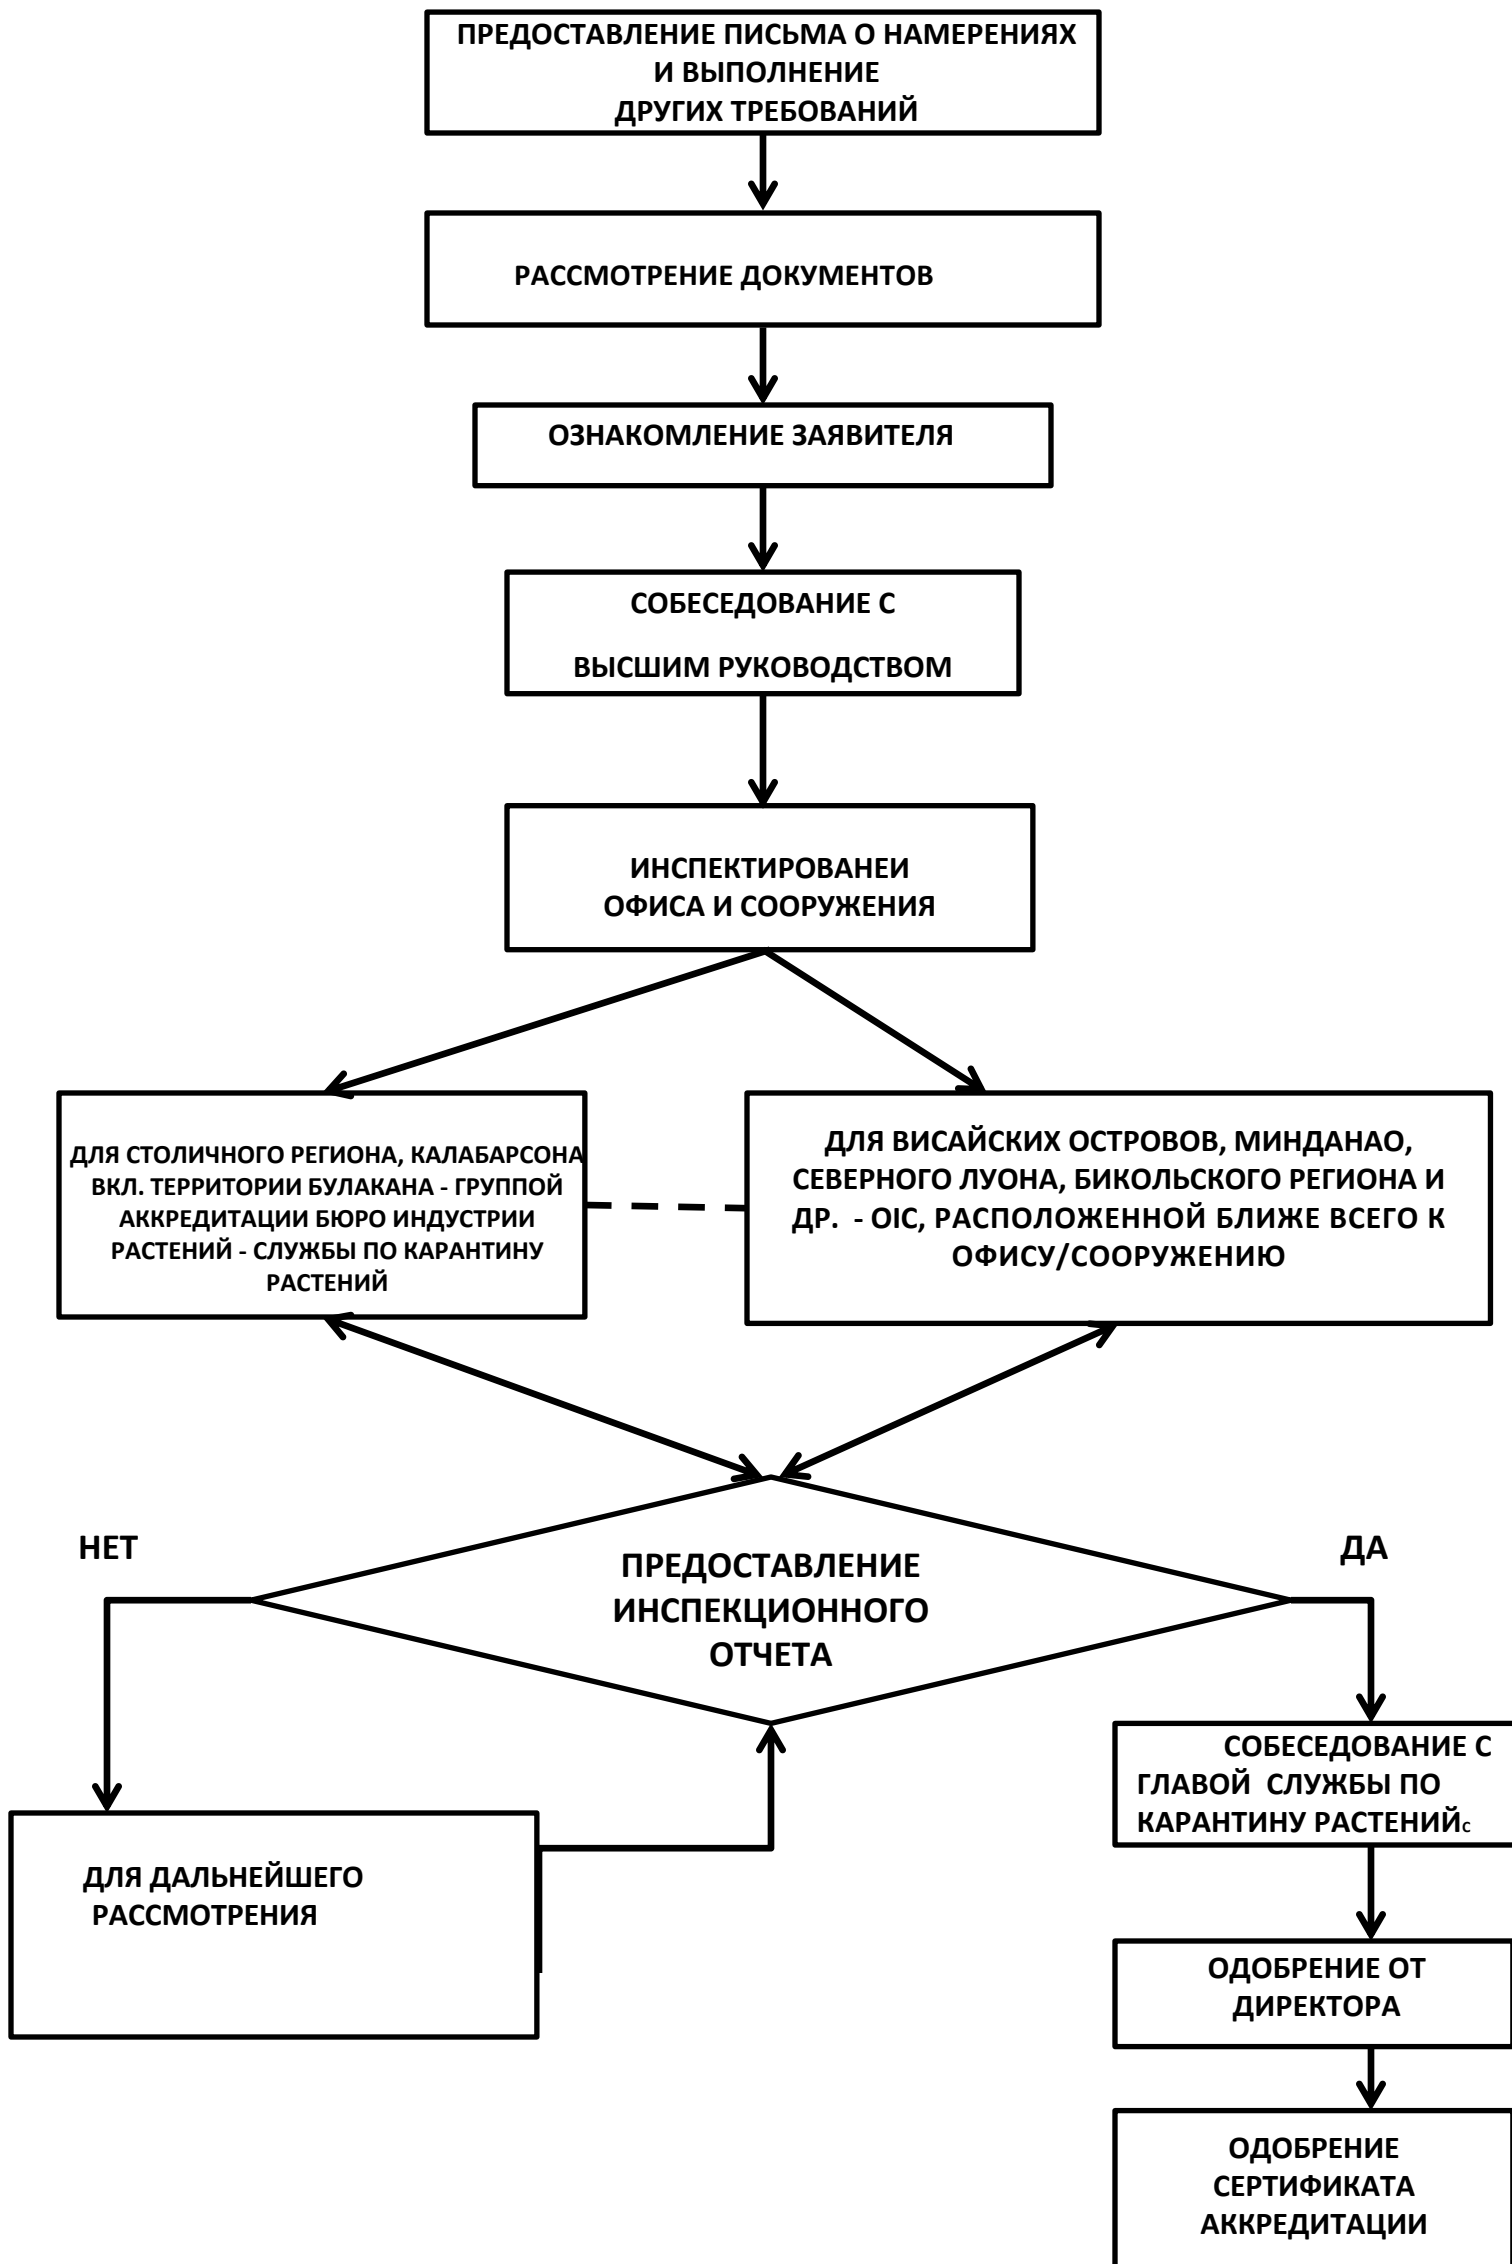 ПРЕДОСТАВЛЕНИЕ ПИСЬМА О НАМЕРЕНИЯХ
И ВЫПОЛНЕНИЕ
ДРУГИХ ТРЕБОВАНИЙ
РАССМОТРЕНИЕ ДОКУМЕНТОВ
ОЗНАКОМЛЕНИЕ ЗАЯВИТЕЛЯ
СОБЕСЕДОВАНИЕ С
ВЫСШИМ РУКОВОДСТВОМ
ИНСПЕКТИРОВАНЕИ
ОФИСА И СООРУЖЕНИЯ
ДЛЯ СТОЛИЧНОГО РЕГИОНА, КАЛАБАРСОНА
ВКЛ. ТЕРРИТОРИИ БУЛАКАНА - ГРУППОЙ
АККРЕДИТАЦИИ БЮРО ИНДУСТРИИ
РАСТЕНИЙ - СЛУЖБЫ ПО КАРАНТИНУ
РАСТЕНИЙ
ДЛЯ ВИСАЙСКИХ ОСТРОВОВ, МИНДАНАО,
СЕВЕРНОГО ЛУОНА, БИКОЛЬСКОГО РЕГИОНА И
ДР. - OIC, РАСПОЛОЖЕННОЙ БЛИЖЕ ВСЕГО К
ОФИСУ/СООРУЖЕНИЮ
НЕТ
ДА
ПРЕДОСТАВЛЕНИЕ
ИНСПЕКЦИОННОГО
ОТЧЕТА
СОБЕСЕДОВАНИЕ С
ГЛАВОЙ СЛУЖБЫ ПО
КАРАНТИНУ РАСТЕНИЙс
ДЛЯ ДАЛЬНЕЙШЕГО
РАССМОТРЕНИЯ
ОДОБРЕНИЕ ОТ
ДИРЕКТОРА
ОДОБРЕНИЕ
СЕРТИФИКАТА
АККРЕДИТАЦИИ